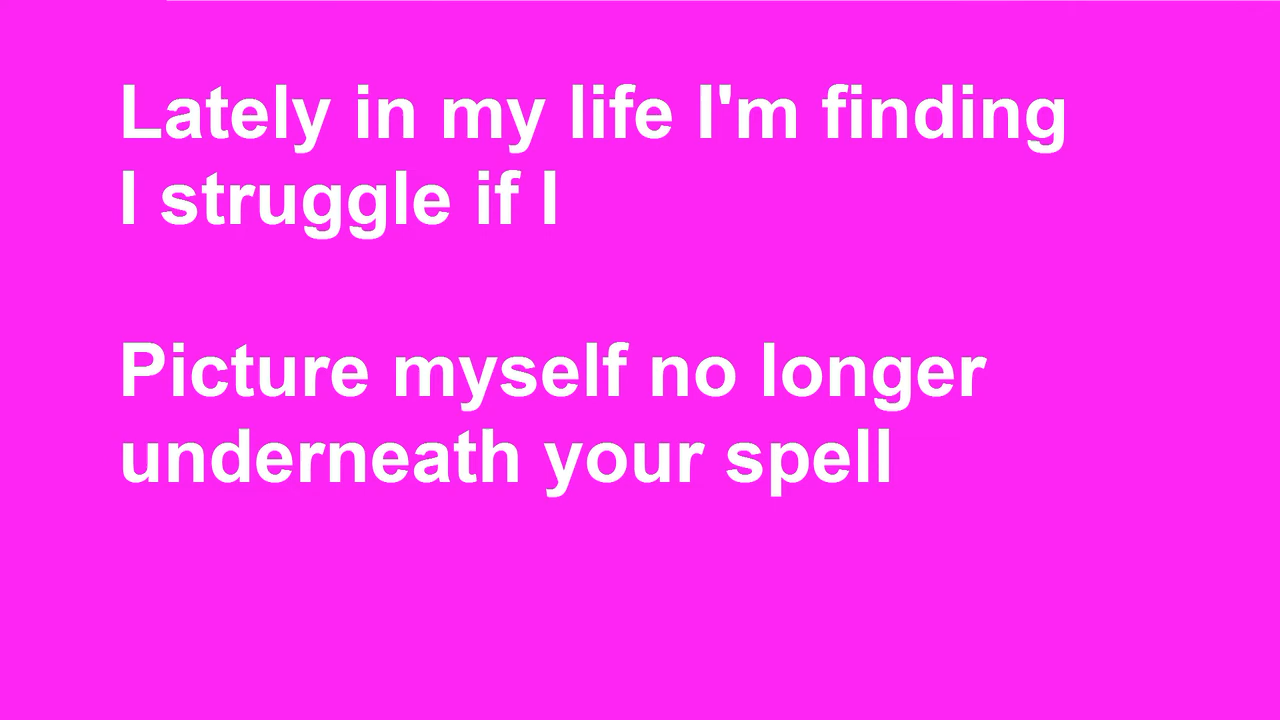 Lately in my life I'm finding
I struggle if I
Picture myself no longer
underneath your spell